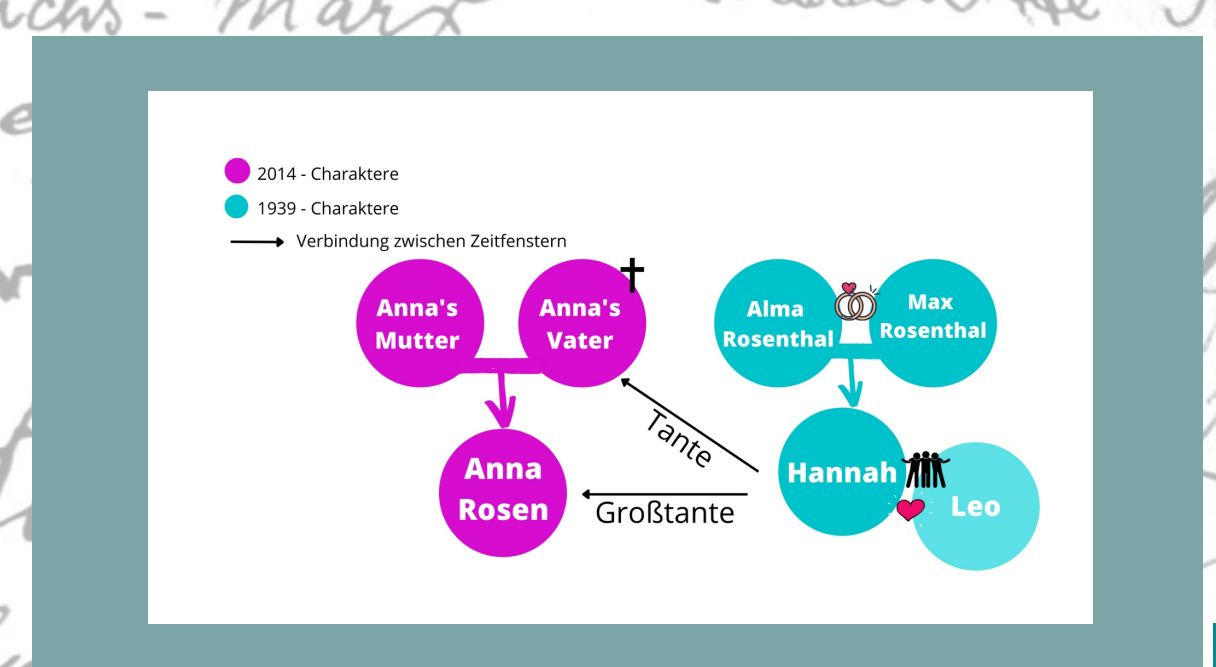 Marx
2014 - Charaktere
1939 - Charaktere
Verbindung zwischen Zeitfenstern
Anna's
Mutter
Anna's
Vater
Alma
Rosenthal
Max
Rosenthal
Tante
Großtante
Anna
Rosen
Hannah
Leo